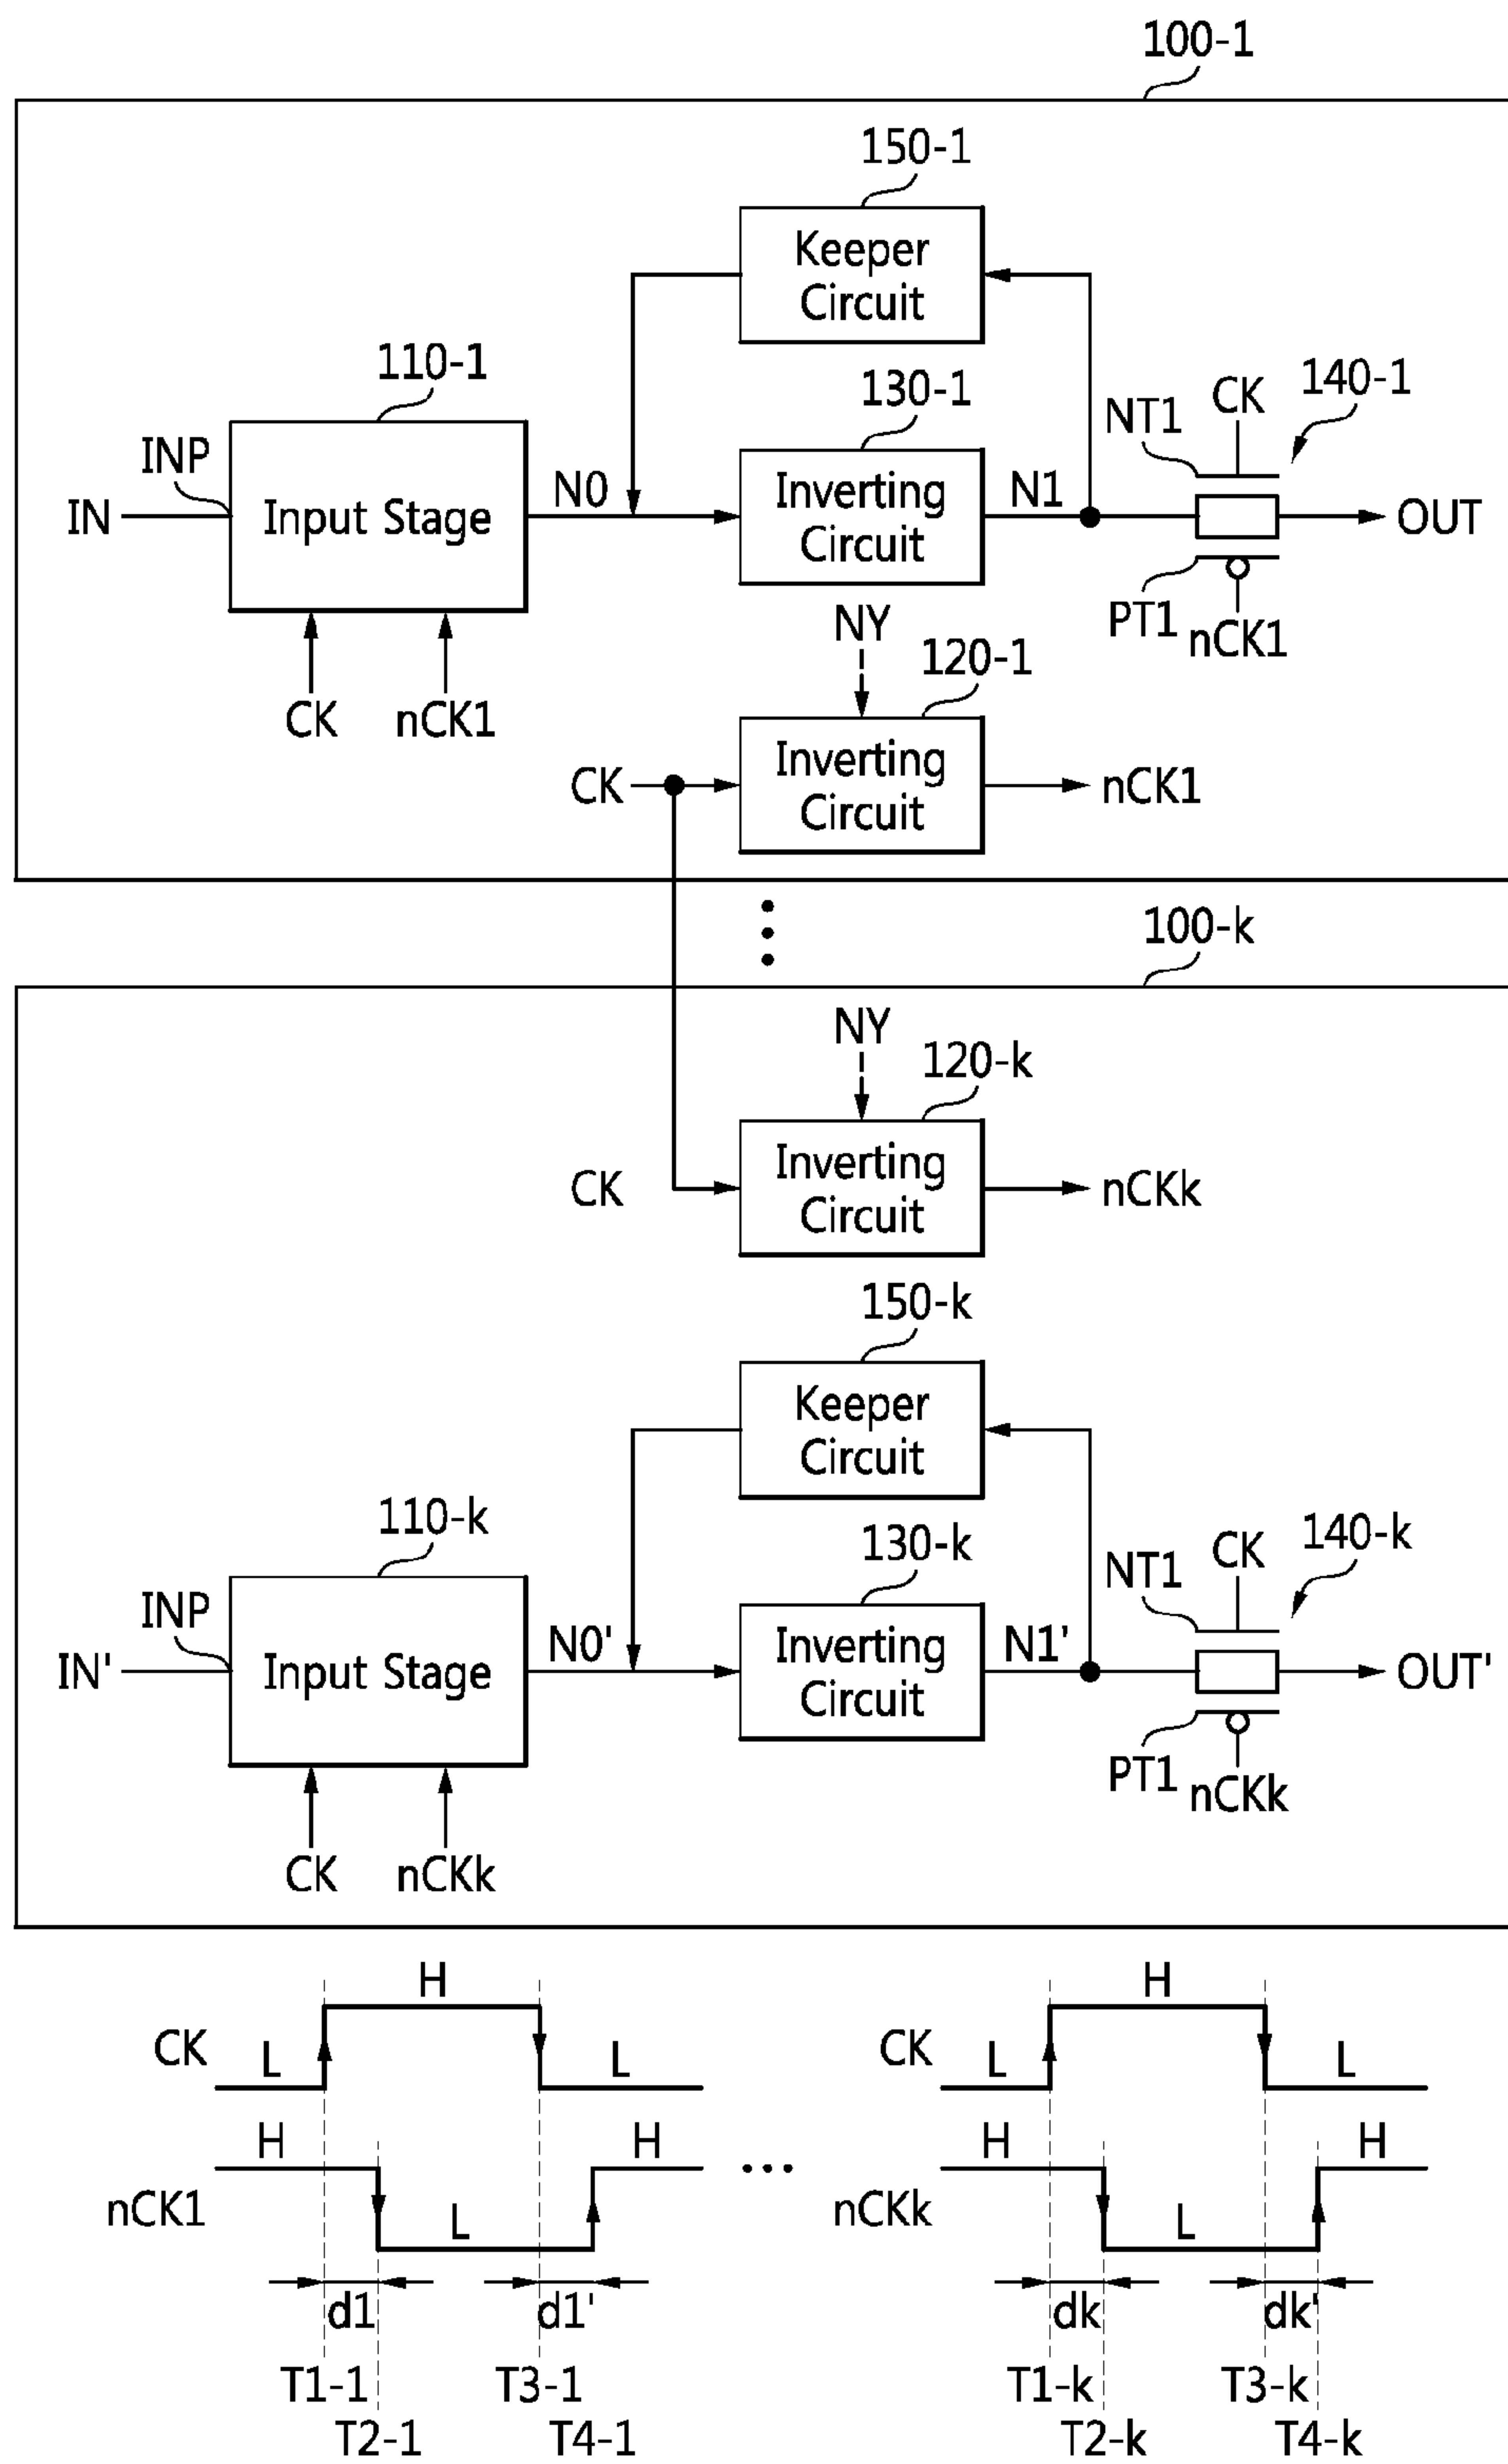 100-1
150-1
Keeper
Circuit
110-1
130-1
140-1
CK
NT1
INP
IN
Input Stage
N0
Inverting
Circuit
N1
OUT
PT1
nCK1
NY
120-1
CK
nCK1
CK
Inverting
Circuit
nCK1
100-k
NY
120-k
CK
Inverting
Circuit
nCKk
150-k
Keeper
Circuit
110-k
130-k
140-k
CK
NT1
INP
IN'
Input Stage
N0'
Inverting
Circuit
N1'
OUT'
PT1
nCKk
CK
nCKk
H
H
CK
L
L
CK
L
L
H
H
H
H
nCK1
L
nCKk
L
d1
d1'
dk
dk'
T1-1
T3-1
T1-k
T3-k
T2-1
T4-1
T2-k
T4-k